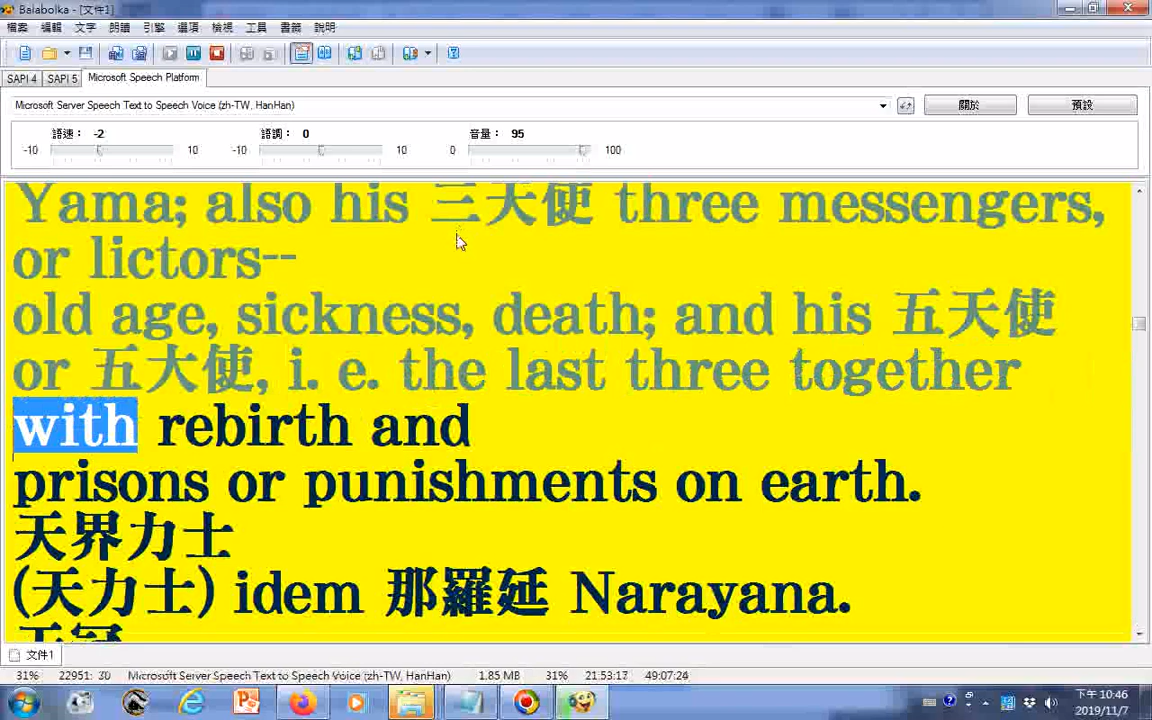 Balabolka - [文件1]
檔案 編輯 文字 朗讀 引擎 選項 檢視 工具 書籤 說明
SAPI 4 SAPI 5 Microsoft Speech Platform
Microsoft Server Speech Text to Speech Voice (zh-TW, HanHan) 關於 預設
語速： -2 語調： 0 音量： 95
-10 10 -10 10 0 100
Yama; also his 三天使 three messengers,
or lictors--
old age, sickness, death; and his 五天使
or 五大使, i. e. the last three together
with rebirth and
prisons or punishments on earth.
天界力士
(天力士) idem 那羅延 Narayana.
天冠
文件1
31% 22951: 30 Microsoft Server Speech Text to Speech Voice (zh-TW, HanHan) 1.85 MB 31% 21:53:17 49:07:24
下午 10:46
2019/11/7